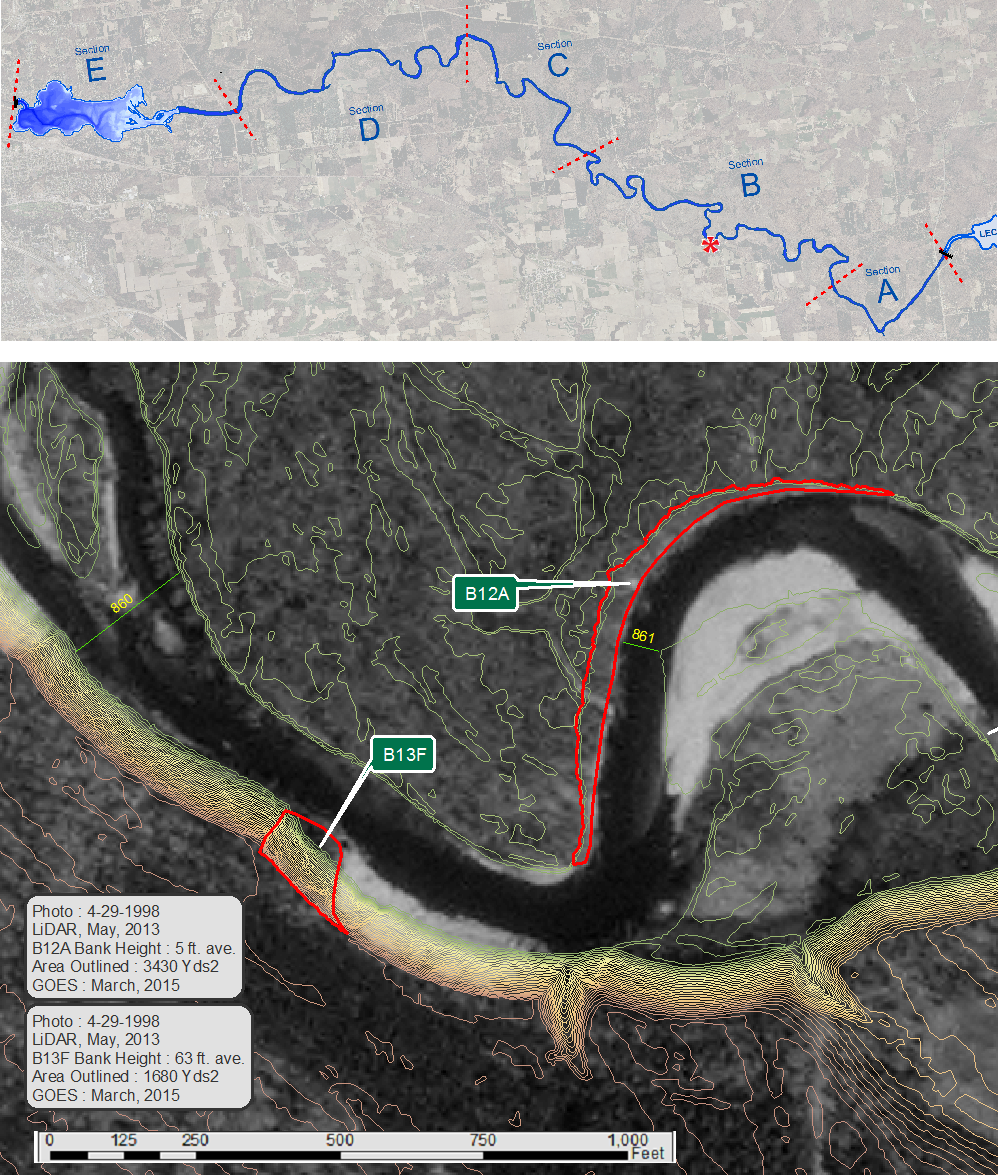 Section
E
Section
D
Section
C
Section
B
*
Section
A
LEC
860
B12A
861
B13F
Photo : 4-29-1998
LiDAR, May, 2013
B12A Bank Height : 5 ft. ave.
Area Outlined : 3430 Yds2
GOES : March, 2015
Photo : 4-29-1998
LiDAR, May, 2013
B13F Bank Height : 63 ft. ave.
Area Outlined : 1680 Yds2
GOES : March, 2015
0 125 250 500 750 1,000
Feet